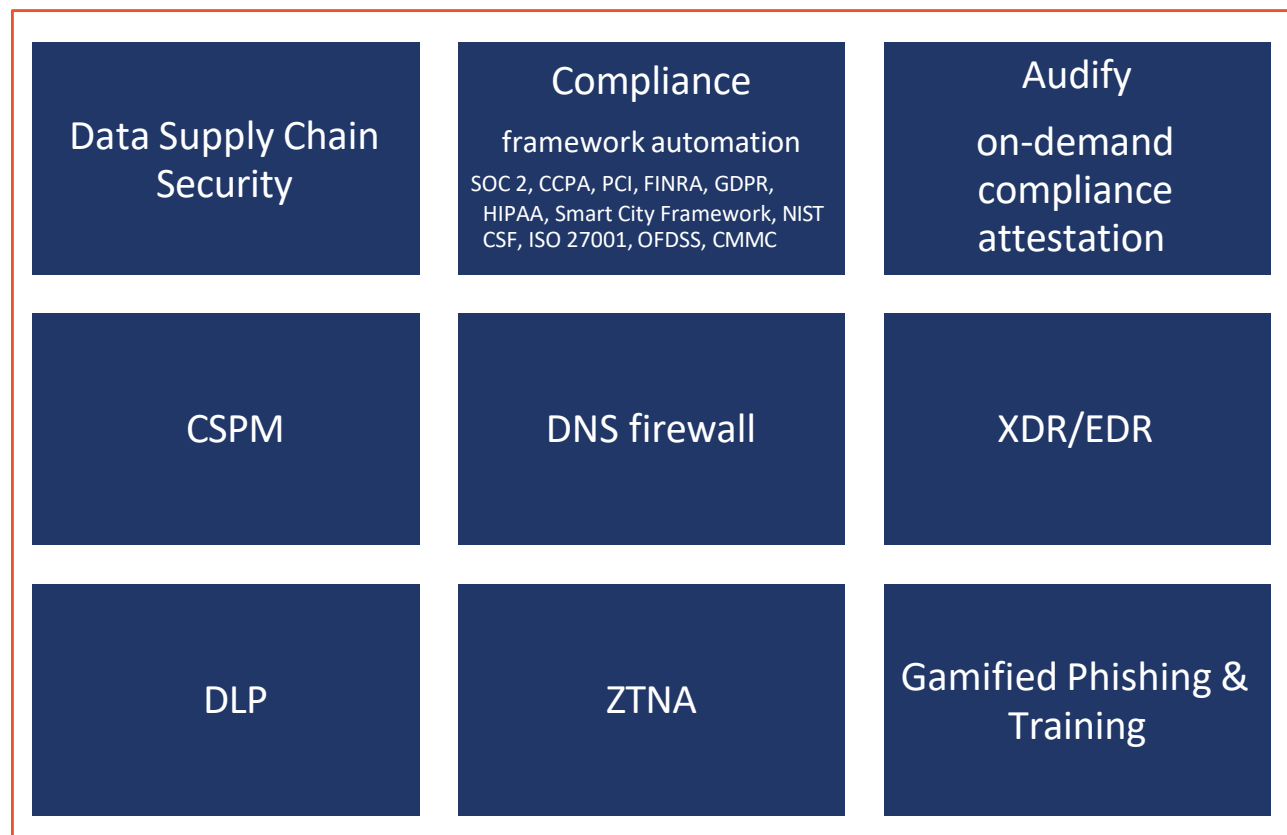 Data Supply Chain
Security
Compliance
framework automation
SOC 2, CCPA, PCI, FINRA, GDPR,
HIPAA, Smart City Framework, NIST
CSF, ISO 27001, OFDSS, CMMC
Audify
on-demand
compliance
attestation
CSPM
DNS firewall
XDR/EDR
DLP
ZTNA
Gamified Phishing &
Training